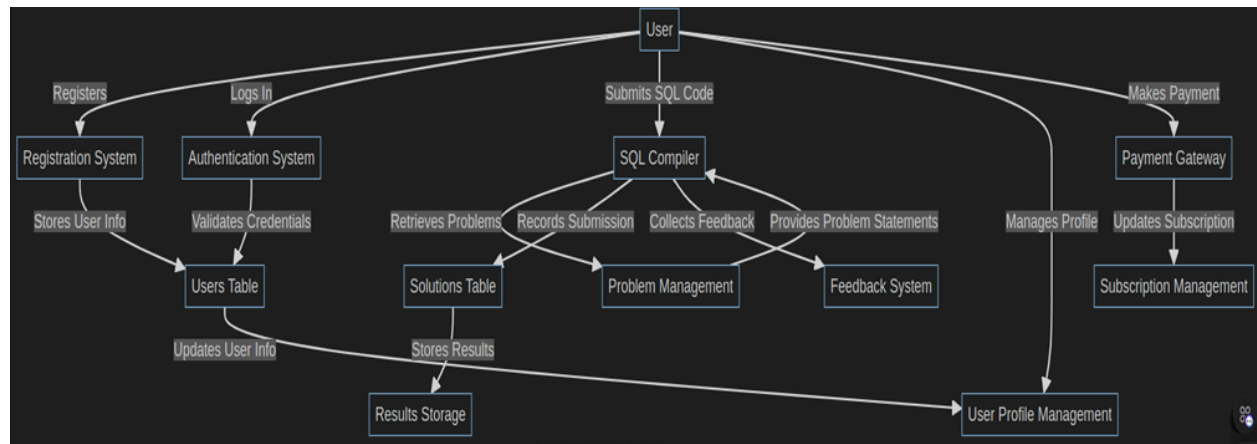 User
Registers
Logs In
Submits SQL Code
Makes Payment
Registration System
Authentication System
SQL Compiler
Payment Gateway
Stores User Info
Validates Credentials
Retrieves Problems
Records Submission
Collects Feedback
Provides Problem Statements
Manages Profile
Updates Subscription
Users Table
Solutions Table
Problem Management
Feedback System
Subscription Management
Updates User Info
Stores Results
Results Storage
User Profile Management